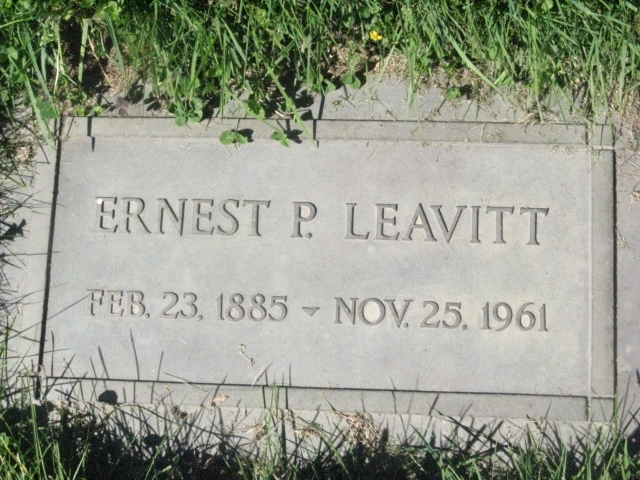 ERNEST P. LEAVITT
FEB. 23, 1885 - NOV. 25, 1961